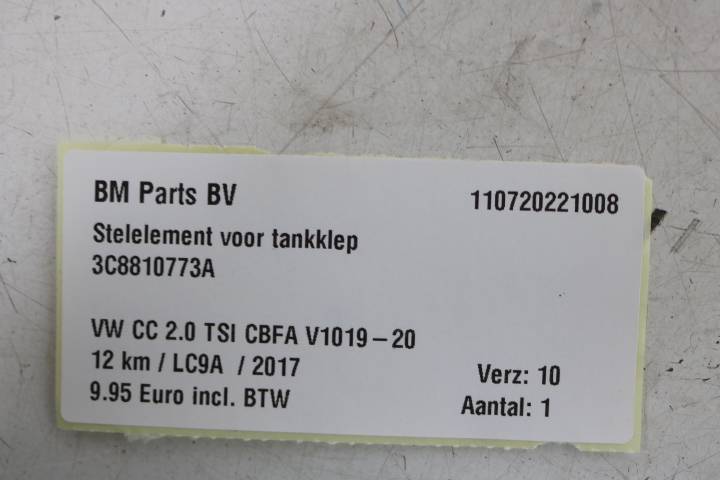 BM Parts BV 110720221008
Stelelement voor tankklep
3C8810773A
VW CC 2.0 TSI CBFA V1019-20
12 km / LC9A / 2017 Verz: 10
9.95 Euro incl. BTW Aantal: 1